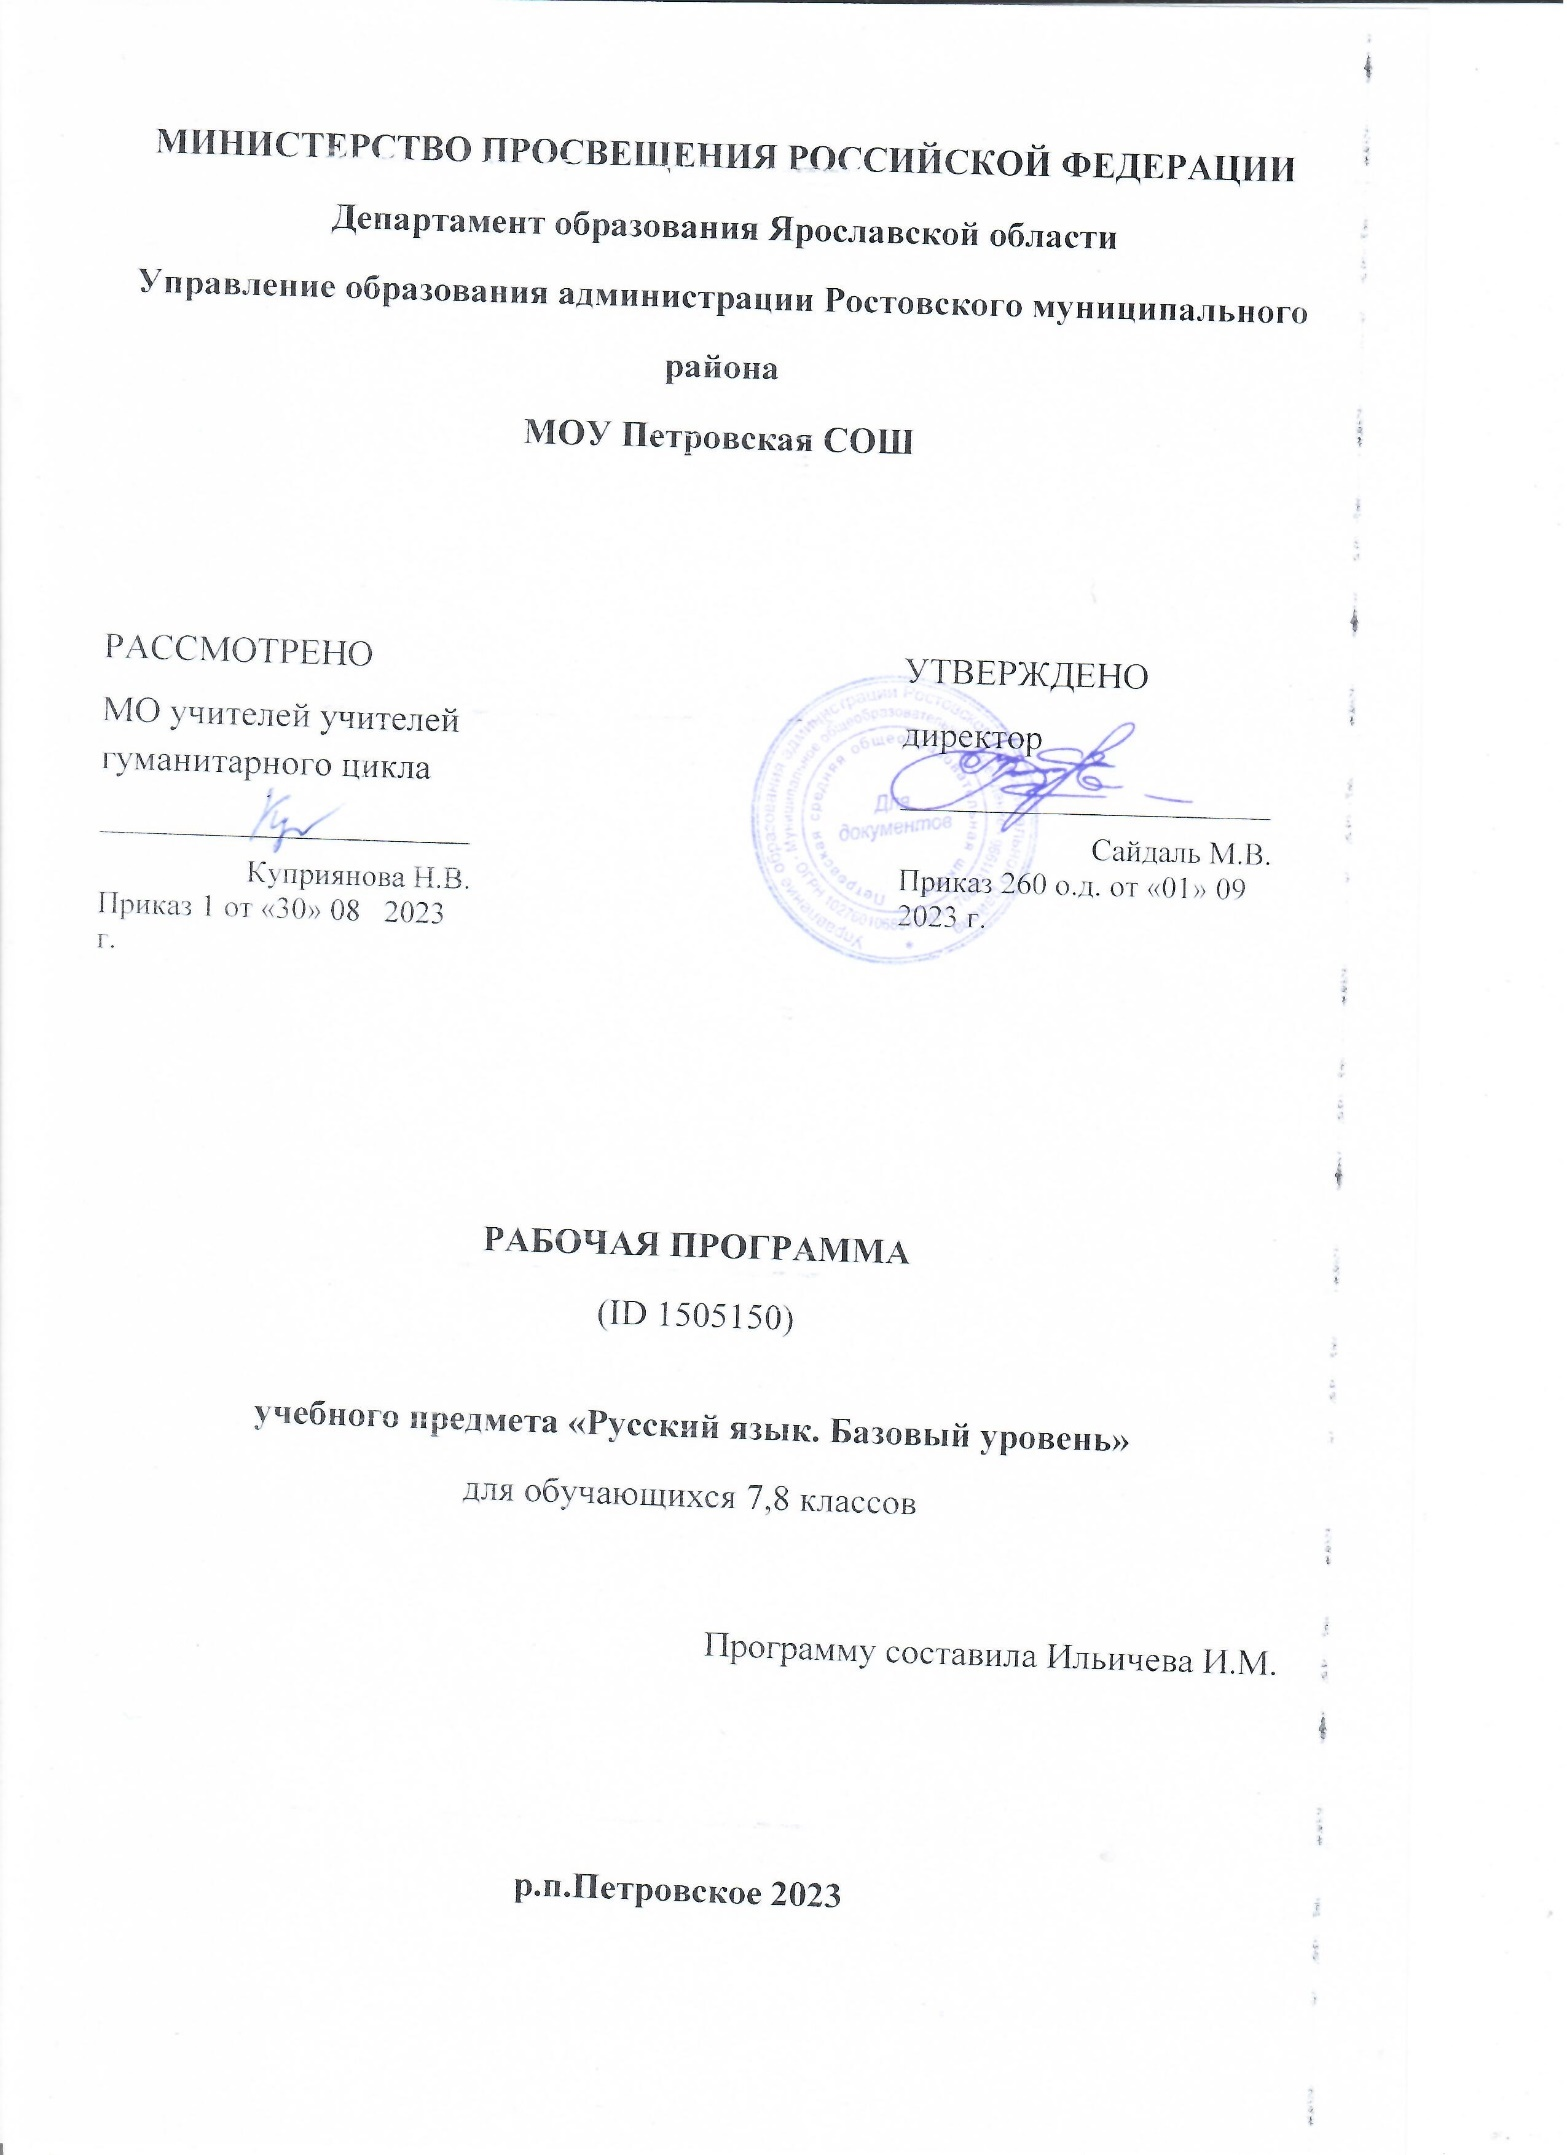 МИНИСТЕРСТВО ПРОСВЕЩЕНИЯ РОССИЙСКОЙ ФЕДЕРАЦИИ
Департамент образования Ярославской области
Управление образования администрации Ростовского муниципального
района
МОУ Петровская СОШ
РАССМОТРЕНО
МО учителей учителей
гуманитарного цикла
Куприянова Н.В.
Приказ 1 от «30» 08 2023
г.
УТВЕРЖДЕНО
директор
Для
документов
Сайдаль М.В.
Приказ 260 о.д. от «01» 09
2023 г.
РАБОЧАЯ ПРОГРАММА
(ID 1505150)
учебного предмета «Русский язык. Базовый уровень»
для обучающихся 7,8 классов
Программу составила Ильичева И.М.
р.п.Петровское 2023